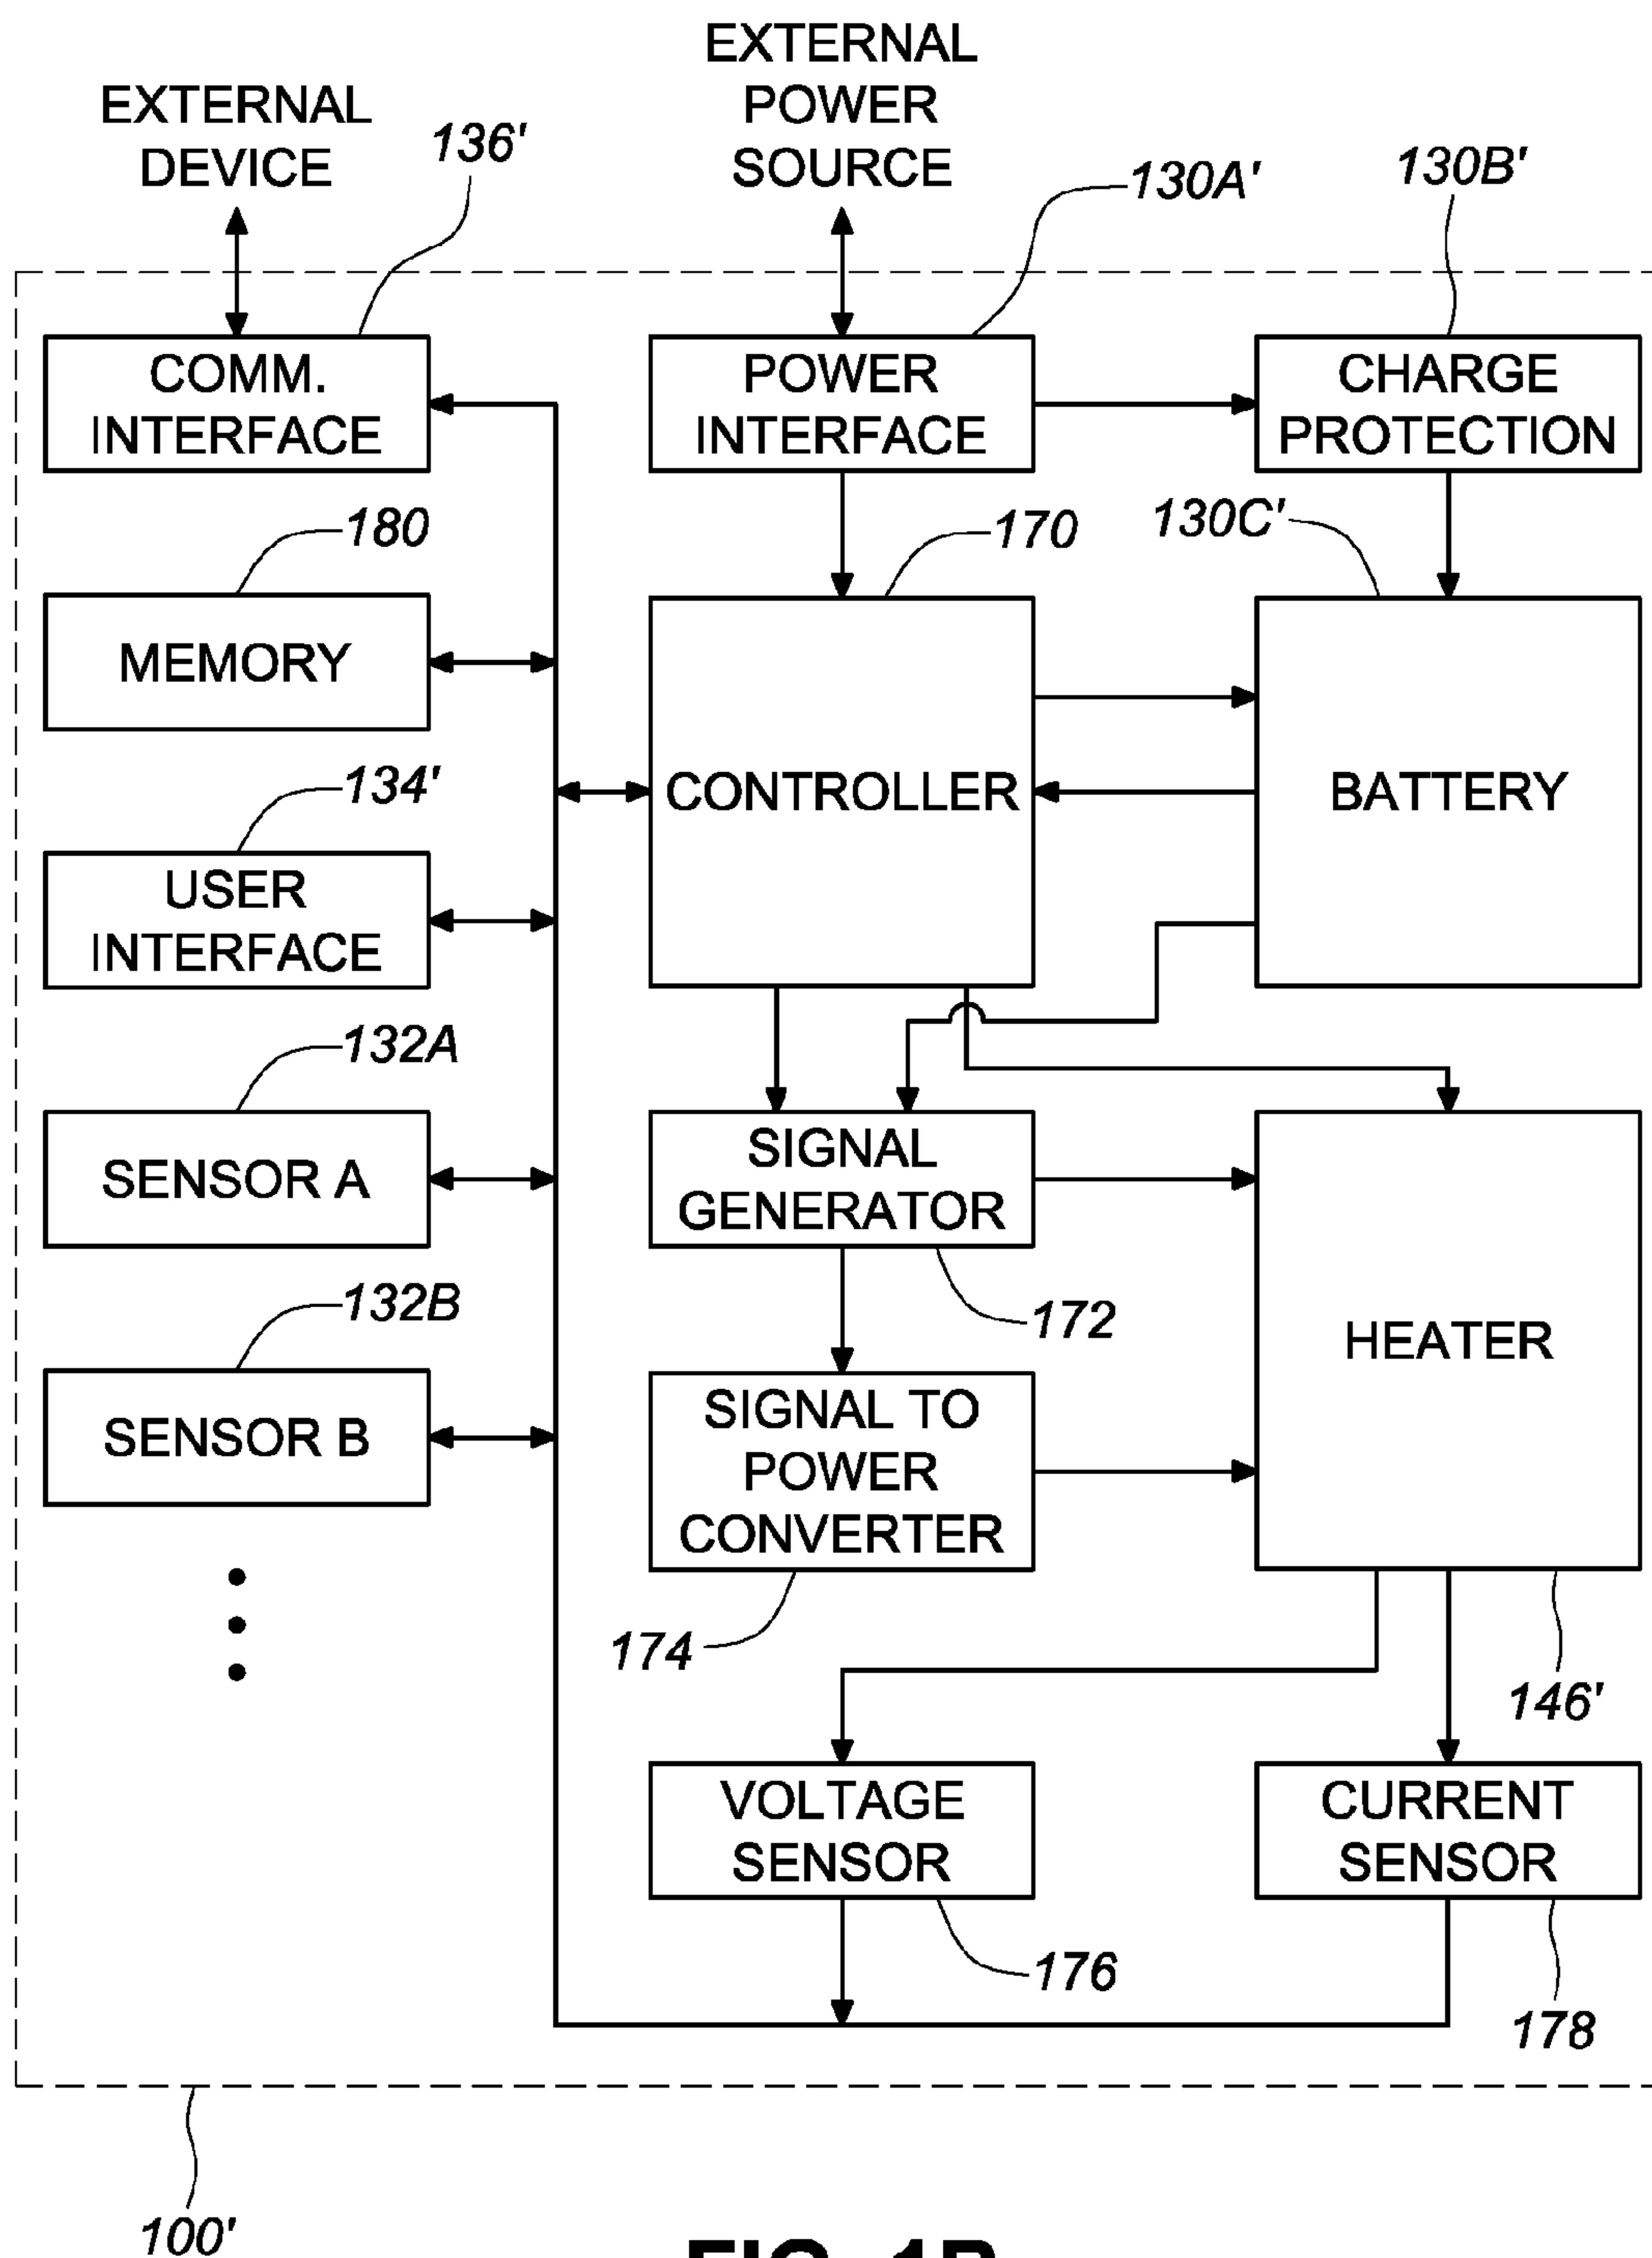 EXTERNAL
DEVICE
136'
EXTERNAL
POWER
SOURCE
130A'
130B'
COMM.
INTERFACE
POWER
INTERFACE
CHARGE
PROTECTION
180
170
130C'
MEMORY
CONTROLLER
BATTERY
134'
USER
INTERFACE
132A
SENSOR A
SIGNAL
GENERATOR
172
HEATER
132B
SENSOR B
SIGNAL TO
POWER
CONVERTER
174
146'
VOLTAGE
SENSOR
CURRENT
SENSOR
176
178
100'
FIG. 1B